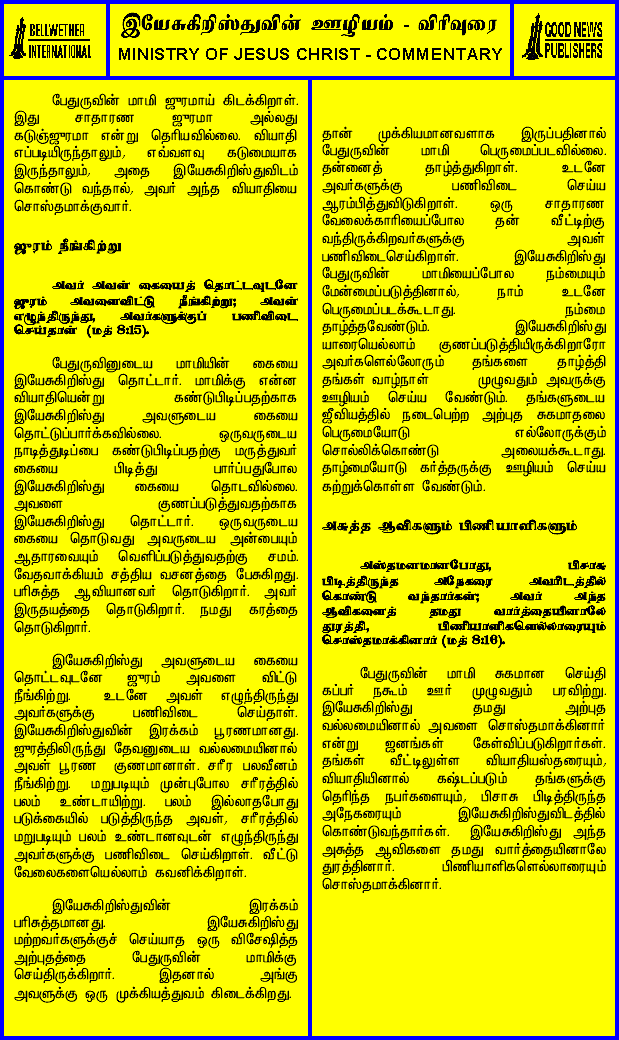 BELLWETHER
INTERNATIONAL
இயேசுகிறிஸ்துவின் ஊழியம் - விரிவுரை
MINISTRY OF JESUS CHRIST - COMMENTARY
GOOD NEWS
PUBLISHERS
பேதுருவின் மாமி ஜுரமாய் கிடக்கிறாள்.
இது சாதாரண ஜுரமா அல்லது
கடுஞ்ஜுரமா என்று தெரியவில்லை. வியாதி
எப்படியிருந்தாலும், எவ்வளவு கடுமையாக
இருந்தாலும், அதை இயேசுகிறிஸ்துவிடம்
கொண்டு வந்தால், அவர் அந்த வியாதியை
சொஸ்தமாக்குவார்.
ஜுரம் நீங்கிற்று
அவர் அவள் கையைத் தொட்டவுடனே
ஜுரம் அவளைவிட்டு நீங்கிற்று; அவள்
எழுந்திருந்து, அவர்களுக்குப் பணிவிடை
செய்தாள் (மத் 8:15).
பேதுருவினுடைய மாமியின் கையை
இயேசுகிறிஸ்து தொட்டார். மாமிக்கு என்ன
வியாதியென்று கண்டுபிடிப்பதற்காக
இயேசுகிறிஸ்து அவளுடைய கையை
தொட்டுப்பார்க்கவில்லை. ஒருவருடைய
நாடித்துடிப்பை கண்டுபிடிப்பதற்கு மருத்துவர்
கையை பிடித்து பார்ப்பதுபோல
இயேசுகிறிஸ்து கையை தொடவில்லை.
அவளை குணப்படுத்துவதற்காக
இயேசுகிறிஸ்து தொட்டார். ஒருவருடைய
கையை தொடுவது அவருடைய அன்பையும்
ஆதாரவையும் வெளிப்படுத்துவதற்கு சமம்.
வேதவாக்கியம் சத்திய வசனத்தை பேசுகிறது.
பரிசுத்த ஆவியானவர் தொடுகிறார். அவர்
இருதயத்தை தொடுகிறார். நமது கரத்தை
தொடுகிறார்.
இயேசுகிறிஸ்து அவளுடைய கையை
தொட்டவுடனே ஜுரம் அவளை விட்டு
நீங்கிற்று. உடனே அவள் எழுந்திருந்து
அவர்களுக்கு பணிவிடை செய்தாள்.
இயேசுகிறிஸ்துவின் இரக்கம் பூரணமானது.
ஜுரத்திலிருந்து தேவனுடைய வல்லமையினால்
அவள் பூரண குணமானாள். சரீர பலவீனம்
நீங்கிற்று. மறுபடியும் முன்புபோல சரீரத்தில்
பலம் உண்டாயிற்று. பலம் இல்லாதபோது
படுக்கையில் படுத்திருந்த அவள், சரீரத்தில்
மறுபடியும் பலம் உண்டானவுடன் எழுந்திருந்து
அவர்களுக்கு பணிவிடை செய்கிறாள். வீட்டு
வேலைகளையெல்லாம் கவனிக்கிறாள்.
இயேசுகிறிஸ்துவின் இரக்கம்
பரிசுத்தமானது. இயேசுகிறிஸ்து
மற்றவர்களுக்குச் செய்யாத ஒரு விசேஷித்த
அற்புதத்தை பேதுருவின் மாமிக்கு
செய்திருக்கிறார். இதனால் அங்கு
அவளுக்கு ஒரு முக்கியத்துவம் கிடைக்கிறது.
தான் முக்கியமானவளாக இருப்பதினால்
பேதுருவின் மாமி பெருமைப்படவில்லை.
தன்னைத் தாழ்த்துகிறாள். உடனே
அவர்களுக்கு பணிவிடை செய்ய
ஆரம்பித்துவிடுகிறாள். ஒரு சாதாரண
வேலைக்காரியைப்போல தன் வீட்டிற்கு
வந்திருக்கிறவர்களுக்கு அவள்
பணிவிடைசெய்கிறாள். இயேசுகிறிஸ்து
பேதுருவின் மாமியைப்போல நம்மையும்
மேன்மைப்படுத்தினால், நாம் உடனே
பெருமைப்படக்கூடாது. நம்மை
தாழ்த்தவேண்டும். இயேசுகிறிஸ்து
யாரையெல்லாம் குணப்படுத்தியிருக்கிறாரோ
அவர்களெல்லோரும் தங்களை தாழ்த்தி
தங்கள் வாழ்நாள் முழுவதும் அவருக்கு
ஊழியம் செய்ய வேண்டும். தங்களுடைய
ஜீவியத்தில் நடைபெற்ற அற்புத சுகமாதலை
பெருமையோடு எல்லோருக்கும்
சொல்லிக்கொண்டு அலையக்கூடாது.
தாழ்மையோடு கர்த்தருக்கு ஊழியம் செய்ய
கற்றுக்கொள்ள வேண்டும்.
அசுத்த ஆவிகளும் பிணியாளிகளும்
அஸ்தமனமானபோது, பிசாசு
பிடித்திருந்த அநேகரை அவரிடத்தில்
கொண்டு வந்தார்கள்; அவர் அந்த
ஆவிகளைத் தமது வார்த்தையினாலே
துரத்தி, பிணியாளிகளெல்லாரையும்
சொஸ்தமாக்கினார் (மத் 8:16).
பேதுருவின் மாமி சுகமான செய்தி
கப்பர் நகூம் ஊர் முழுவதும் பரவிற்று.
இயேசுகிறிஸ்து தமது அற்புத
வல்லமையினால் அவளை சொஸ்தமாக்கினார்
என்று ஜனங்கள் கேள்விப்படுகிறார்கள்.
தங்கள் வீட்டிலுள்ள வியாதியஸ்தரையும்,
வியாதியினால் கஷ்டப்படும் தங்களுக்கு
தெரிந்த நபர்களையும், பிசாசு பிடித்திருந்த
அநேகரையும் இயேசுகிறிஸ்துவிடத்தில்
கொண்டுவந்தார்கள். இயேசுகிறிஸ்து அந்த
அசுத்த ஆவிகளை தமது வார்த்தையினாலே
துரத்தினார். பிணியாளிகளெல்லாரையும்
சொஸ்தமாக்கினார்.